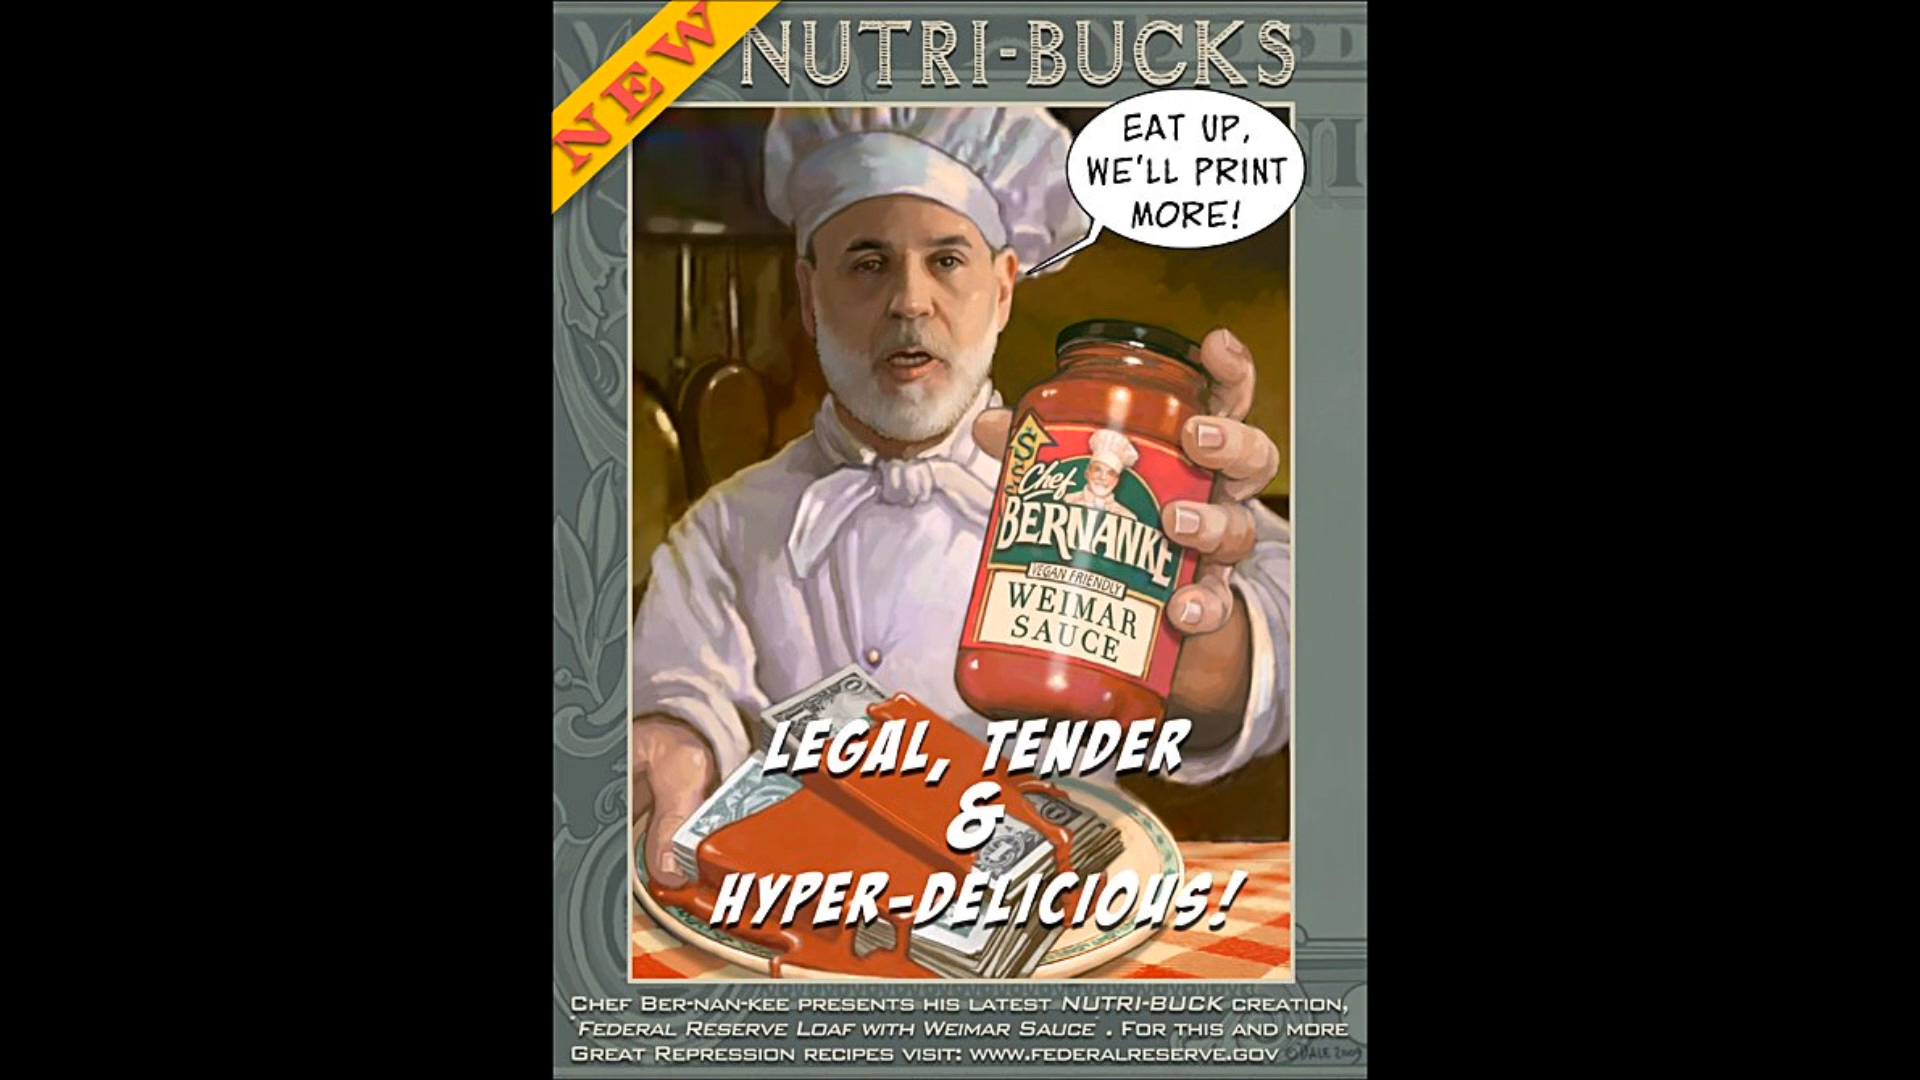 NEW
NUTRI-BUCKS
EAT UP,
WE'LL PRINT
MORE!
$
Chef
BERNANKE
VEGAN FRIENDLY
WEIMAR
SAUCE
LEGAL, TENDER
&
HYPER-DELICIOUS!
CHEF BER-NAN-KEE PRESENTS HIS LATEST NUTRI-BUCK CREATION,
"FEDERAL RESERVE LOAF WITH WEIMAR SAUCE". FOR THIS AND MORE
GREAT REPRESSION RECIPES VISIT: WWW.FEDERALRESERVE.GOV ©DALE 2009